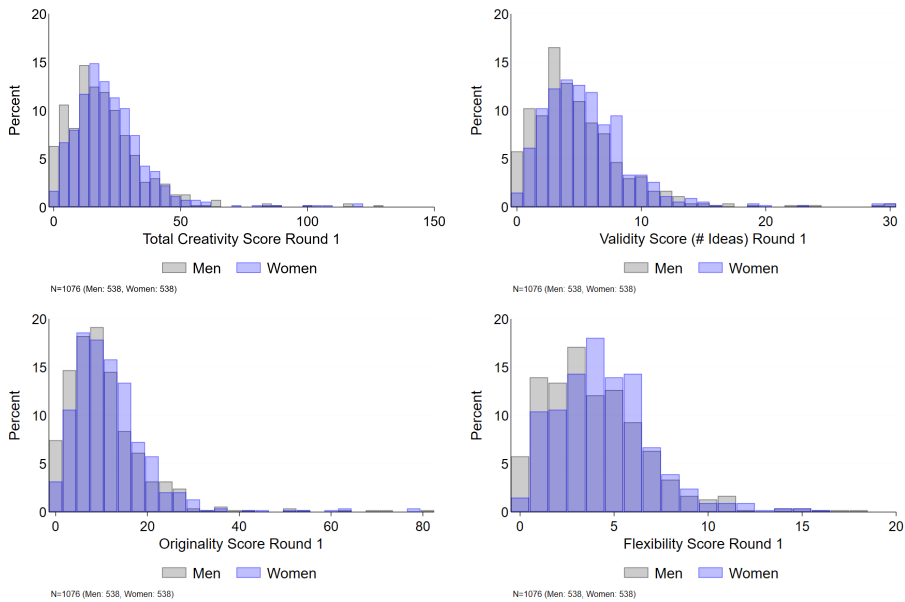 20
15
10
5
0
Percent
0
50
100
150
Total Creativity Score Round 1
Men
Women
N=1076 (Men: 538, Women: 538)
20
15
10
5
0
Percent
0
10
20
30
Validity Score (# Ideas) Round 1
Men
Women
N=1076 (Men: 538, Women: 538)
20
15
10
5
0
Percent
0
20
40
60
80
Originality Score Round 1
Men
Women
N=1076 (Men: 538, Women: 538)
20
15
10
5
0
Percent
0
5
10
15
20
Flexibility Score Round 1
Men
Women
N=1076 (Men: 538, Women: 538)